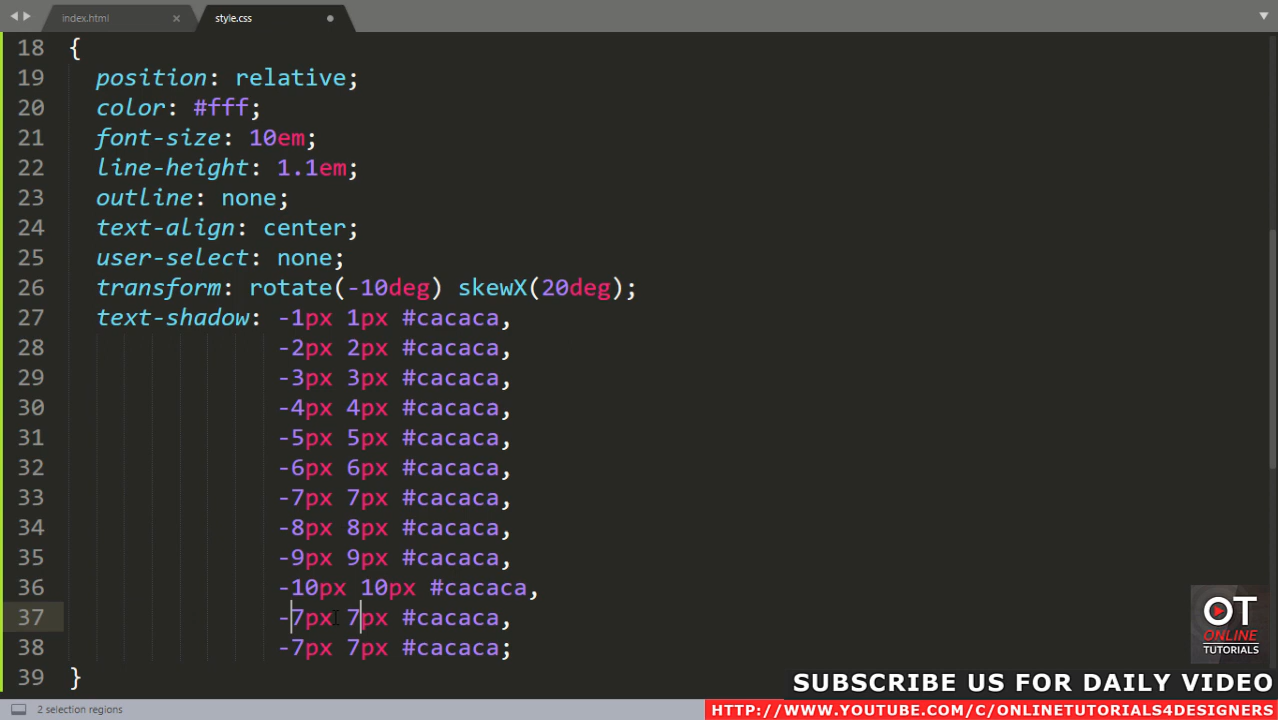 index.html
style.css
18 {
19 position: relative;
20 color: #fff;
21 font-size: 10em;
22 line-height: 1.1em;
23 outline: none;
24 text-align: center;
25 user-select: none;
26 transform: rotate(-10deg) skewX(20deg);
27 text-shadow: -1px 1px #cacaca,
28 -2px 2px #cacaca,
29 -3px 3px #cacaca,
30 -4px 4px #cacaca,
31 -5px 5px #cacaca,
32 -6px 6px #cacaca,
33 -7px 7px #cacaca,
34 -8px 8px #cacaca,
35 -9px 9px #cacaca,
36 -10px 10px #cacaca,
37 -7px 7px #cacaca,
38 -7px 7px #cacaca;
39 }
OT
ONLINE
TUTORIALS
SUBSCRIBE US FOR DAILY VIDEO
2 selection regions
HTTP://WWW.YOUTUBE.COM/C/ONLINETUTORIALS4DESIGNERS